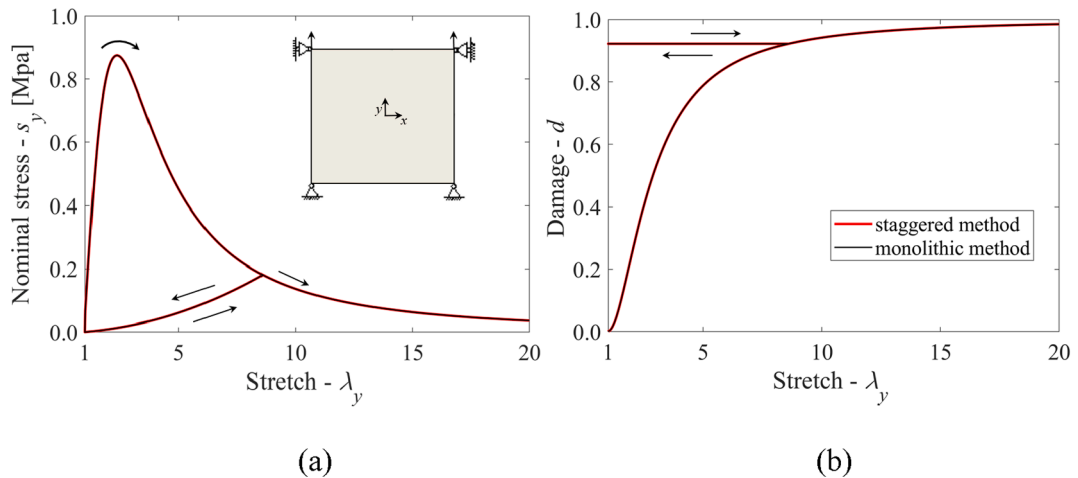 1.0
0.8
0.6
0.4
0.2
0.0
1
5
10
15
20
Nominal stress - s_y [Mpa]
Stretch - λ_y
y
x
(a)
1.0
0.8
0.6
0.4
0.2
0.0
1
5
10
15
20
Damage - d
Stretch - λ_y
staggered method
monolithic method
(b)